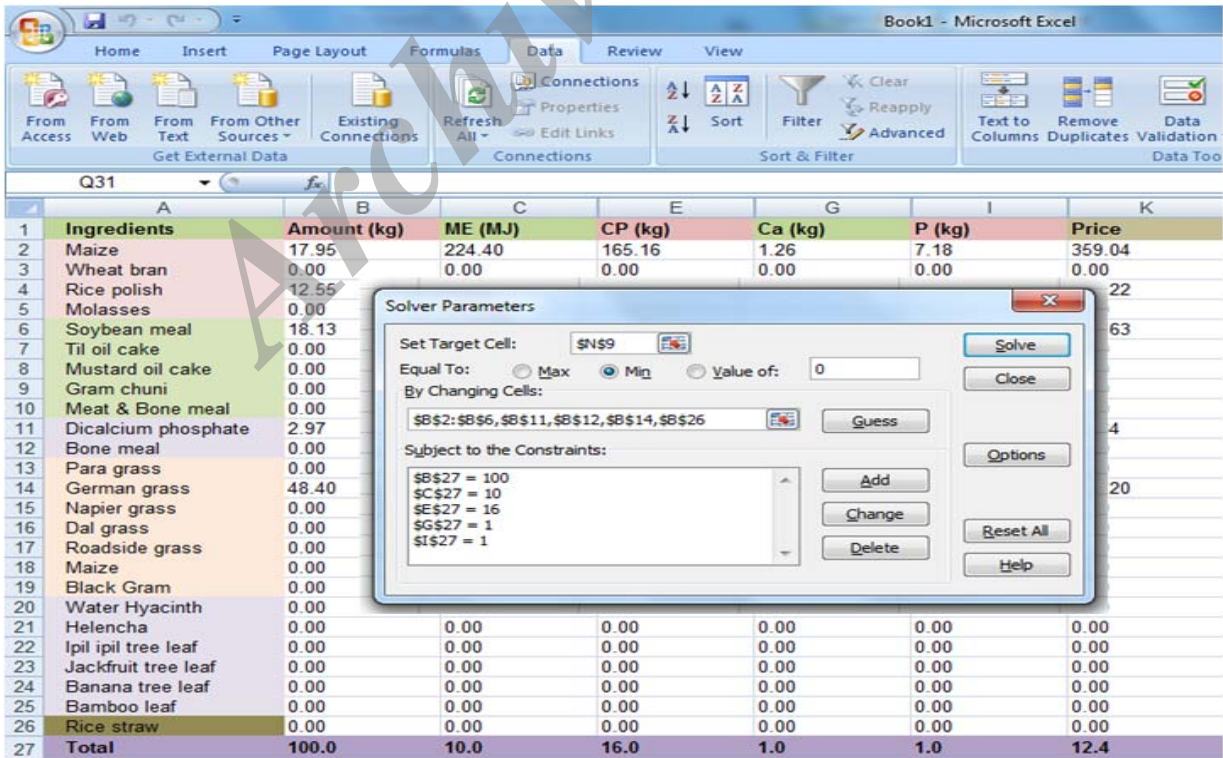 Book1 - Microsoft Excel
Home Insert Page Layout Formulas Data Review View
From Access
From Web
From Text
From Other Sources
Existing Connections
Get External Data
Refresh All
Connections
Properties
Edit Links
Connections
Sort
Filter
Clear
Reapply
Advanced
Sort & Filter
Text to Columns
Remove Duplicates
Data Validation
Data Too
Q31 fx
A B C E G I K
1 Ingredients Amount (kg) ME (MJ) CP (kg) Ca (kg) P (kg) Price
2 Maize 17.95 224.40 165.16 1.26 7.18 359.04
3 Wheat bran 0.00 0.00 0.00 0.00 0.00 0.00
4 Rice polish 12.55 22
5 Molasses 0.00
6 Soybean meal 18.13 63
7 Til oil cake 0.00
8 Mustard oil cake 0.00
9 Gram chuni 0.00
10 Meat & Bone meal 0.00
11 Dicalcium phosphate 2.97 4
12 Bone meal 0.00
13 Para grass 0.00
14 German grass 48.40 20
15 Napier grass 0.00
16 Dal grass 0.00
17 Roadside grass 0.00
18 Maize 0.00
19 Black Gram 0.00
20 Water Hyacinth 0.00
21 Helencha 0.00 0.00 0.00 0.00 0.00 0.00
22 Ipil ipil tree leaf 0.00 0.00 0.00 0.00 0.00 0.00
23 Jackfruit tree leaf 0.00 0.00 0.00 0.00 0.00 0.00
24 Banana tree leaf 0.00 0.00 0.00 0.00 0.00 0.00
25 Bamboo leaf 0.00 0.00 0.00 0.00 0.00 0.00
26 Rice straw 0.00 0.00 0.00 0.00 0.00 0.00
27 Total 100.0 10.0 16.0 1.0 1.0 12.4
Solver Parameters
Set Target Cell: $N$9 Solve
Equal To: Max Min Value of: 0 Close
By Changing Cells:
$B$2:$B$6,$B$11,$B$12,$B$14,$B$26 Guess
Subject to the Constraints: Options
$B$27 = 100 Add
$C$27 = 10
$E$27 = 16 Change
$G$27 = 1 Reset All
$I$27 = 1 Delete
Help
Archiv